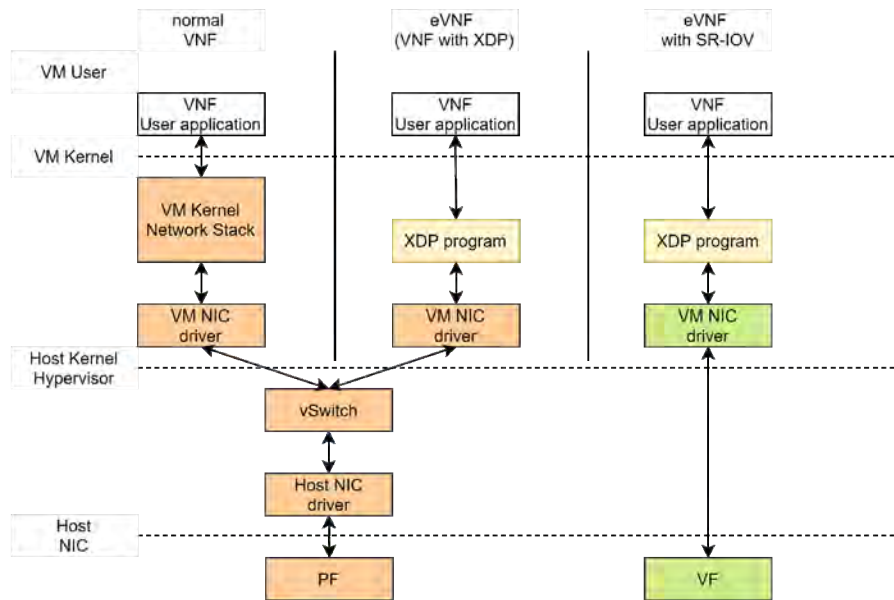 normal
VNF
eVNF
(VNF with XDP)
eVNF
with SR-IOV
VM User
VNF
User application
VNF
User application
VNF
User application
VM Kernel
VM Kernel
Network Stack
XDP program
XDP program
VM NIC
driver
VM NIC
driver
VM NIC
driver
Host Kernel
Hypervisor
vSwitch
Host NIC
driver
Host
NIC
PF
VF